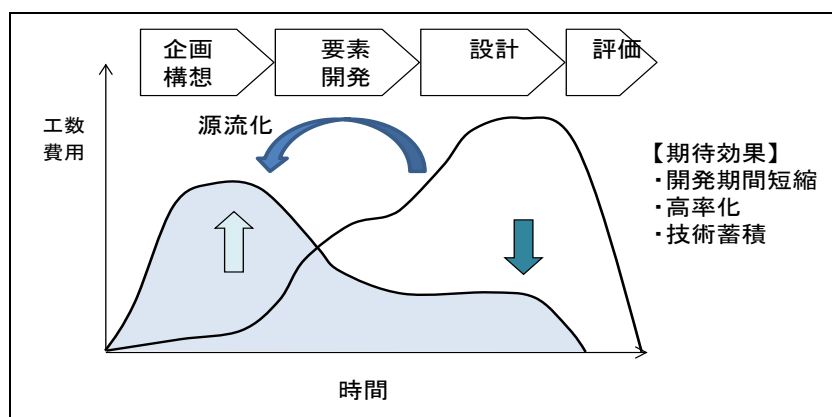 企画
構想
要素
開発
設計
評価
工数
費用
源流化
【期待効果】
・開発期間短縮
・高率化
・技術蓄積
時間